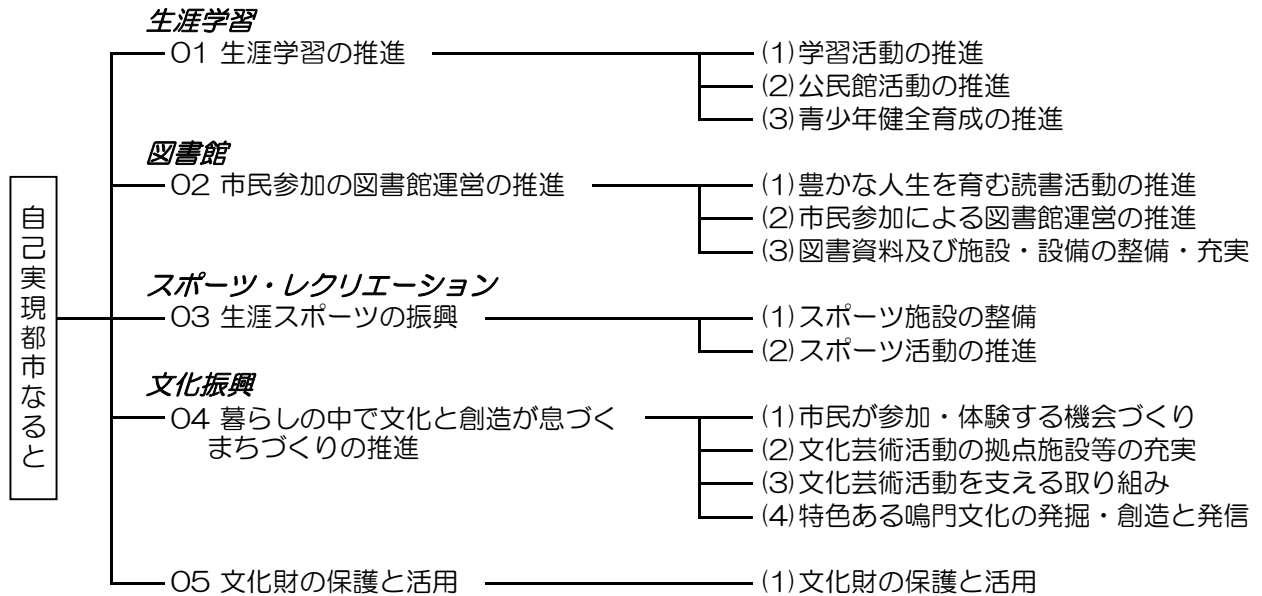 生涯学習
01 生涯学習の推進
(1)学習活動の推進
(2)公民館活動の推進
(3)青少年健全育成の推進
図書館
02 市民参加の図書館運営の推進
(1)豊かな人生を育む読書活動の推進
(2)市民参加による図書館運営の推進
(3)図書資料及び施設・設備の整備・充実
自己実現都市なると
スポーツ・レクリエーション
03 生涯スポーツの振興
(1)スポーツ施設の整備
(2)スポーツ活動の推進
文化振興
04 暮らしの中で文化と創造が息づく
まちづくりの推進
(1)市民が参加・体験する機会づくり
(2)文化芸術活動の拠点施設等の充実
(3)文化芸術活動を支える取り組み
(4)特色ある鳴門文化の発掘・創造と発信
05 文化財の保護と活用
(1)文化財の保護と活用